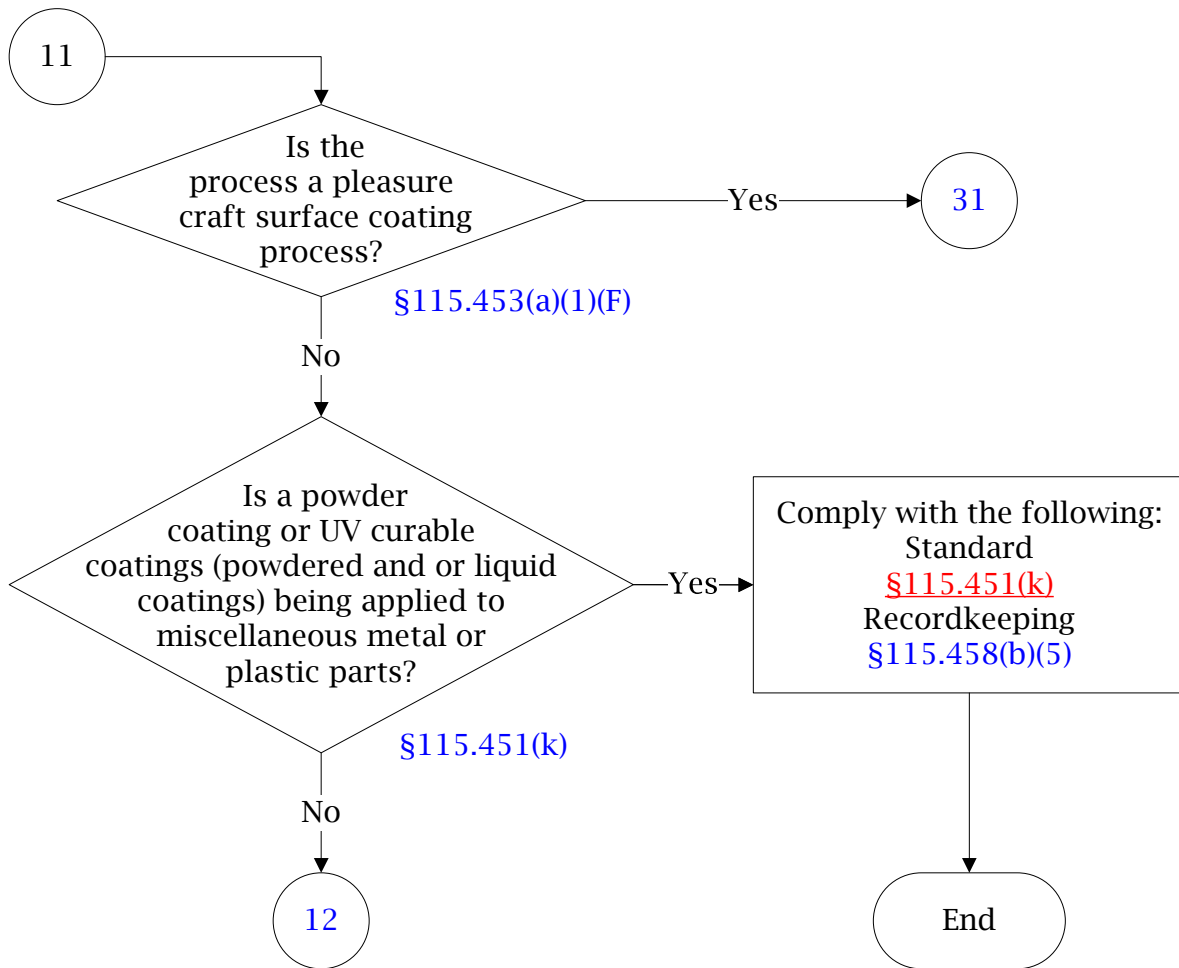 11
Is the
process a pleasure
craft surface coating
process?
Yes
31
§115.453(a)(1)(F)
No
Is a powder
coating or UV curable
coatings (powdered and or liquid
coatings) being applied to
miscellaneous metal or
plastic parts?
Yes
Comply with the following:
Standard
§115.451(k)
Recordkeeping
§115.458(b)(5)
§115.451(k)
No
12
End